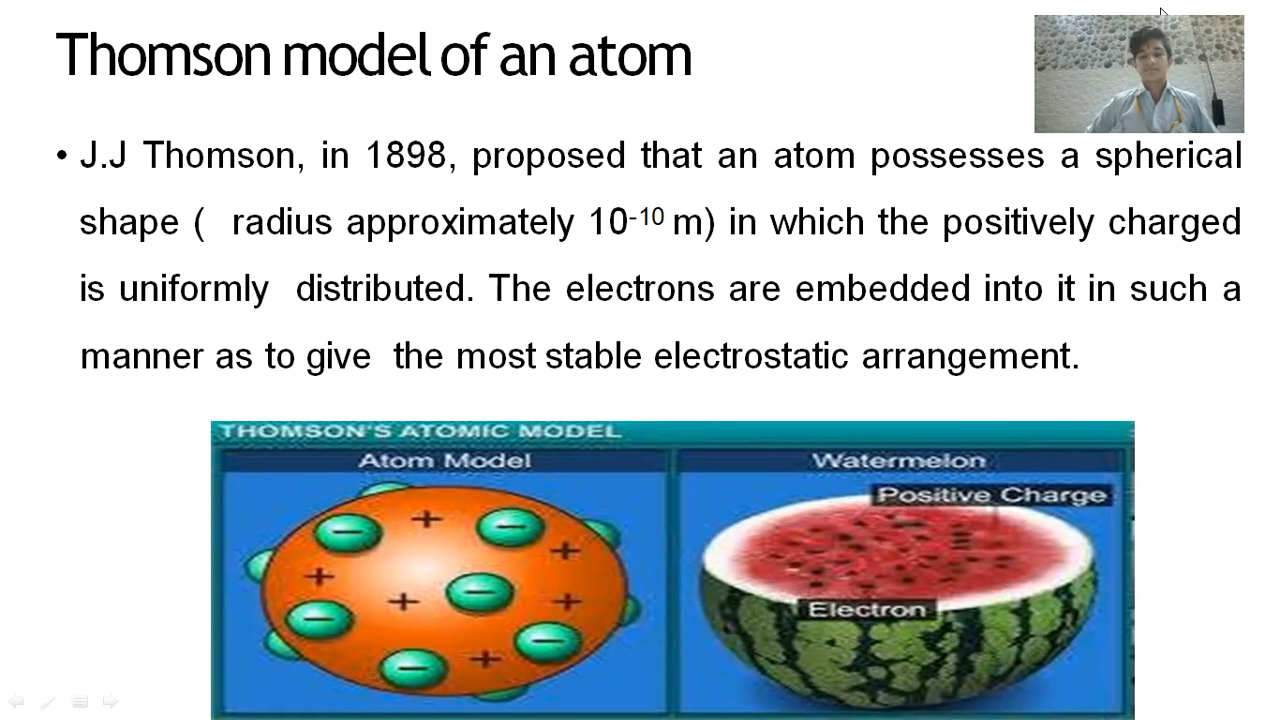 Thomson model of an atom
• J.J Thomson, in 1898, proposed that an atom possesses a spherical
shape ( radius approximately 10⁻¹⁰ m) in which the positively charged
is uniformly distributed. The electrons are embedded into it in such a
manner as to give the most stable electrostatic arrangement.
THOMSON'S ATOMIC MODEL
Atom Model
Watermelon
Positive Charge
Electron